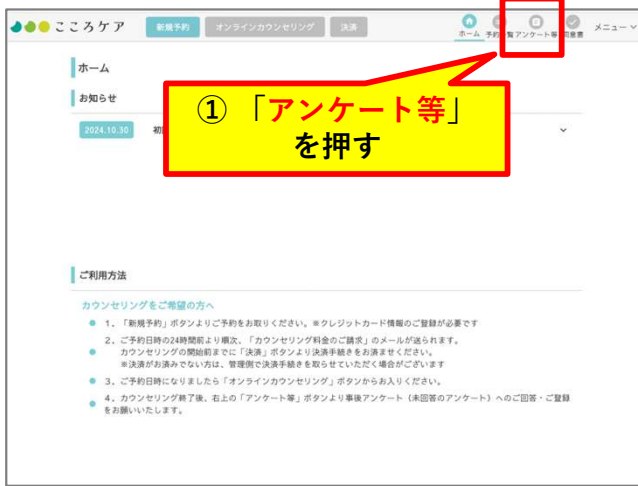 こころケア 新規予約 オンラインカウンセリング 決済 ホーム 予約 覧 アンケート等 同意書 メニュー
ホーム
お知らせ
① 「アンケート等」
を押す
2024.10.30 初
ご利用方法
カウンセリングをご希望の方へ
1、「新規予約」ボタンよりご予約をお取りください。※クレジットカード情報のご登録が必要です
2、ご予約日時の24時間前より順次、「カウンセリング料金のご請求」のメールが送られます。
カウンセリングの開始前までに「決済」ボタンより決済手続きをお済ませください。
※決済がお済みでない方は、管理側で決済手続きを取らせていただく場合がございます
3、ご予約日時になりましたら「オンラインカウンセリング」ボタンからお入りください。
4、カウンセリング終了後、右上の「アンケート等」ボタンより事後アンケート（未回答のアンケート）へのご回答・ご登録
をお願いいたします。